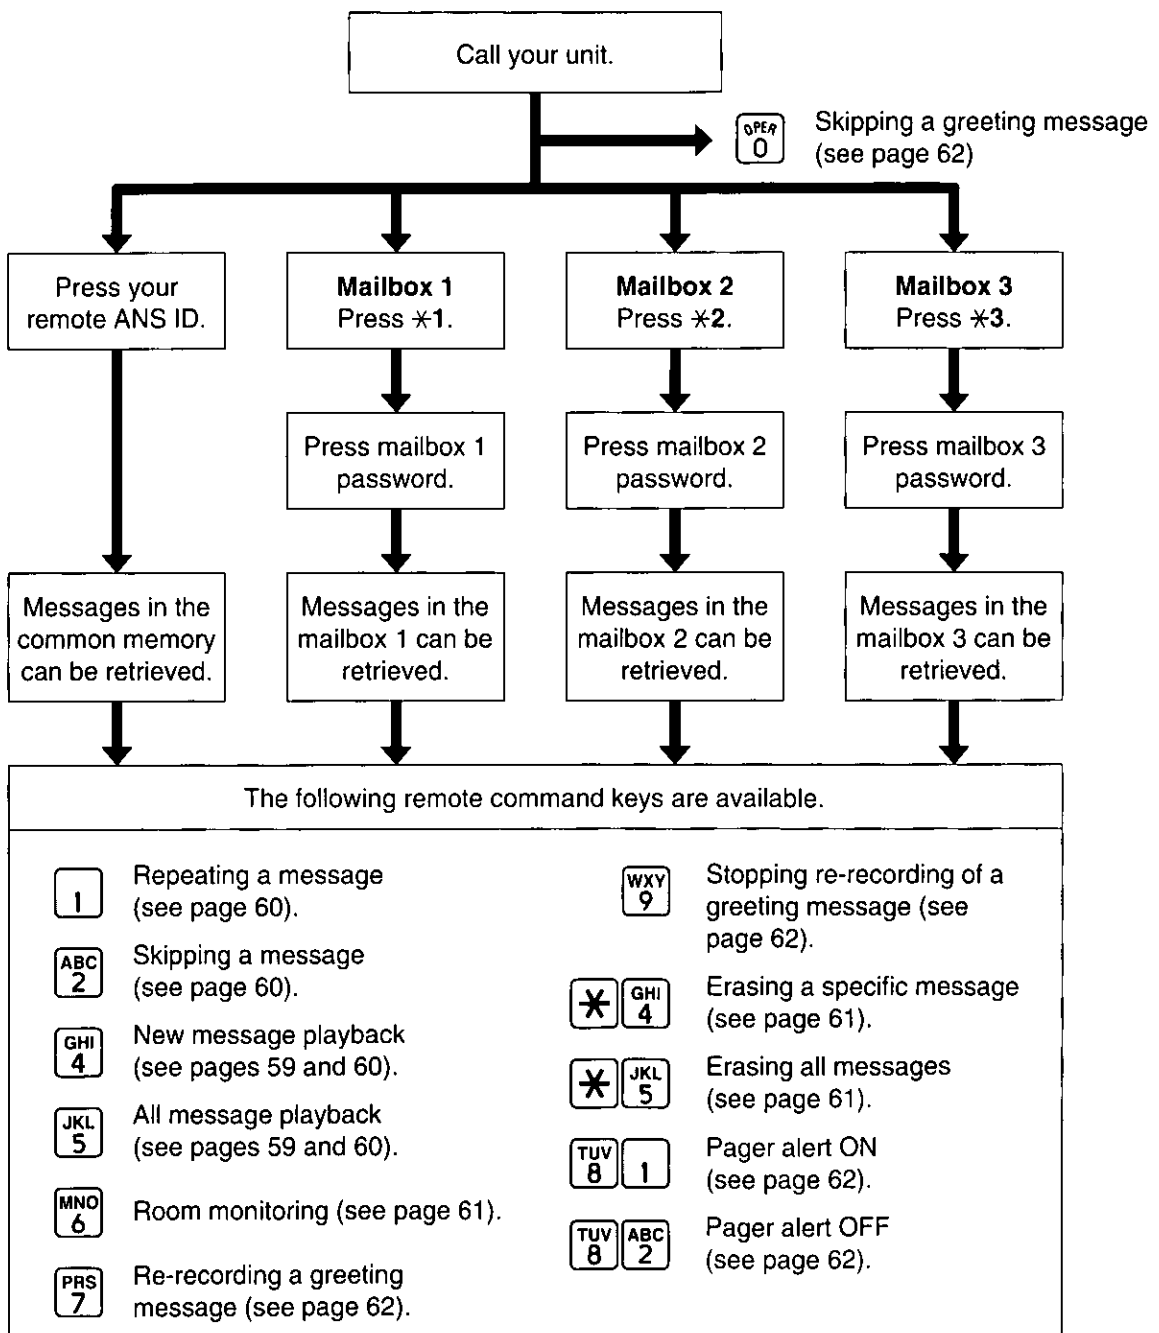 Call your unit.
OPER
0
Skipping a greeting message
(see page 62)
Press your
remote ANS ID.
Mailbox 1
Press *1.
Mailbox 2
Press *2.
Mailbox 3
Press *3.
Press mailbox 1
password.
Press mailbox 2
password.
Press mailbox 3
password.
Messages in the
common memory
can be retrieved.
Messages in the
mailbox 1 can be
retrieved.
Messages in the
mailbox 2 can be
retrieved.
Messages in the
mailbox 3 can be
retrieved.
The following remote command keys are available.
1
Repeating a message
(see page 60).
ABC
2
Skipping a message
(see page 60).
GHI
4
New message playback
(see pages 59 and 60).
JKL
5
All message playback
(see pages 59 and 60).
MNO
6
Room monitoring (see page 61).
PRS
7
Re-recording a greeting
message (see page 62).
WXY
9
Stopping re-recording of a
greeting message (see
page 62).
* GHI
4
Erasing a specific message
(see page 61).
* JKL
5
Erasing all messages
(see page 61).
TUV
8 1
Pager alert ON
(see page 62).
TUV ABC
8 2
Pager alert OFF
(see page 62).